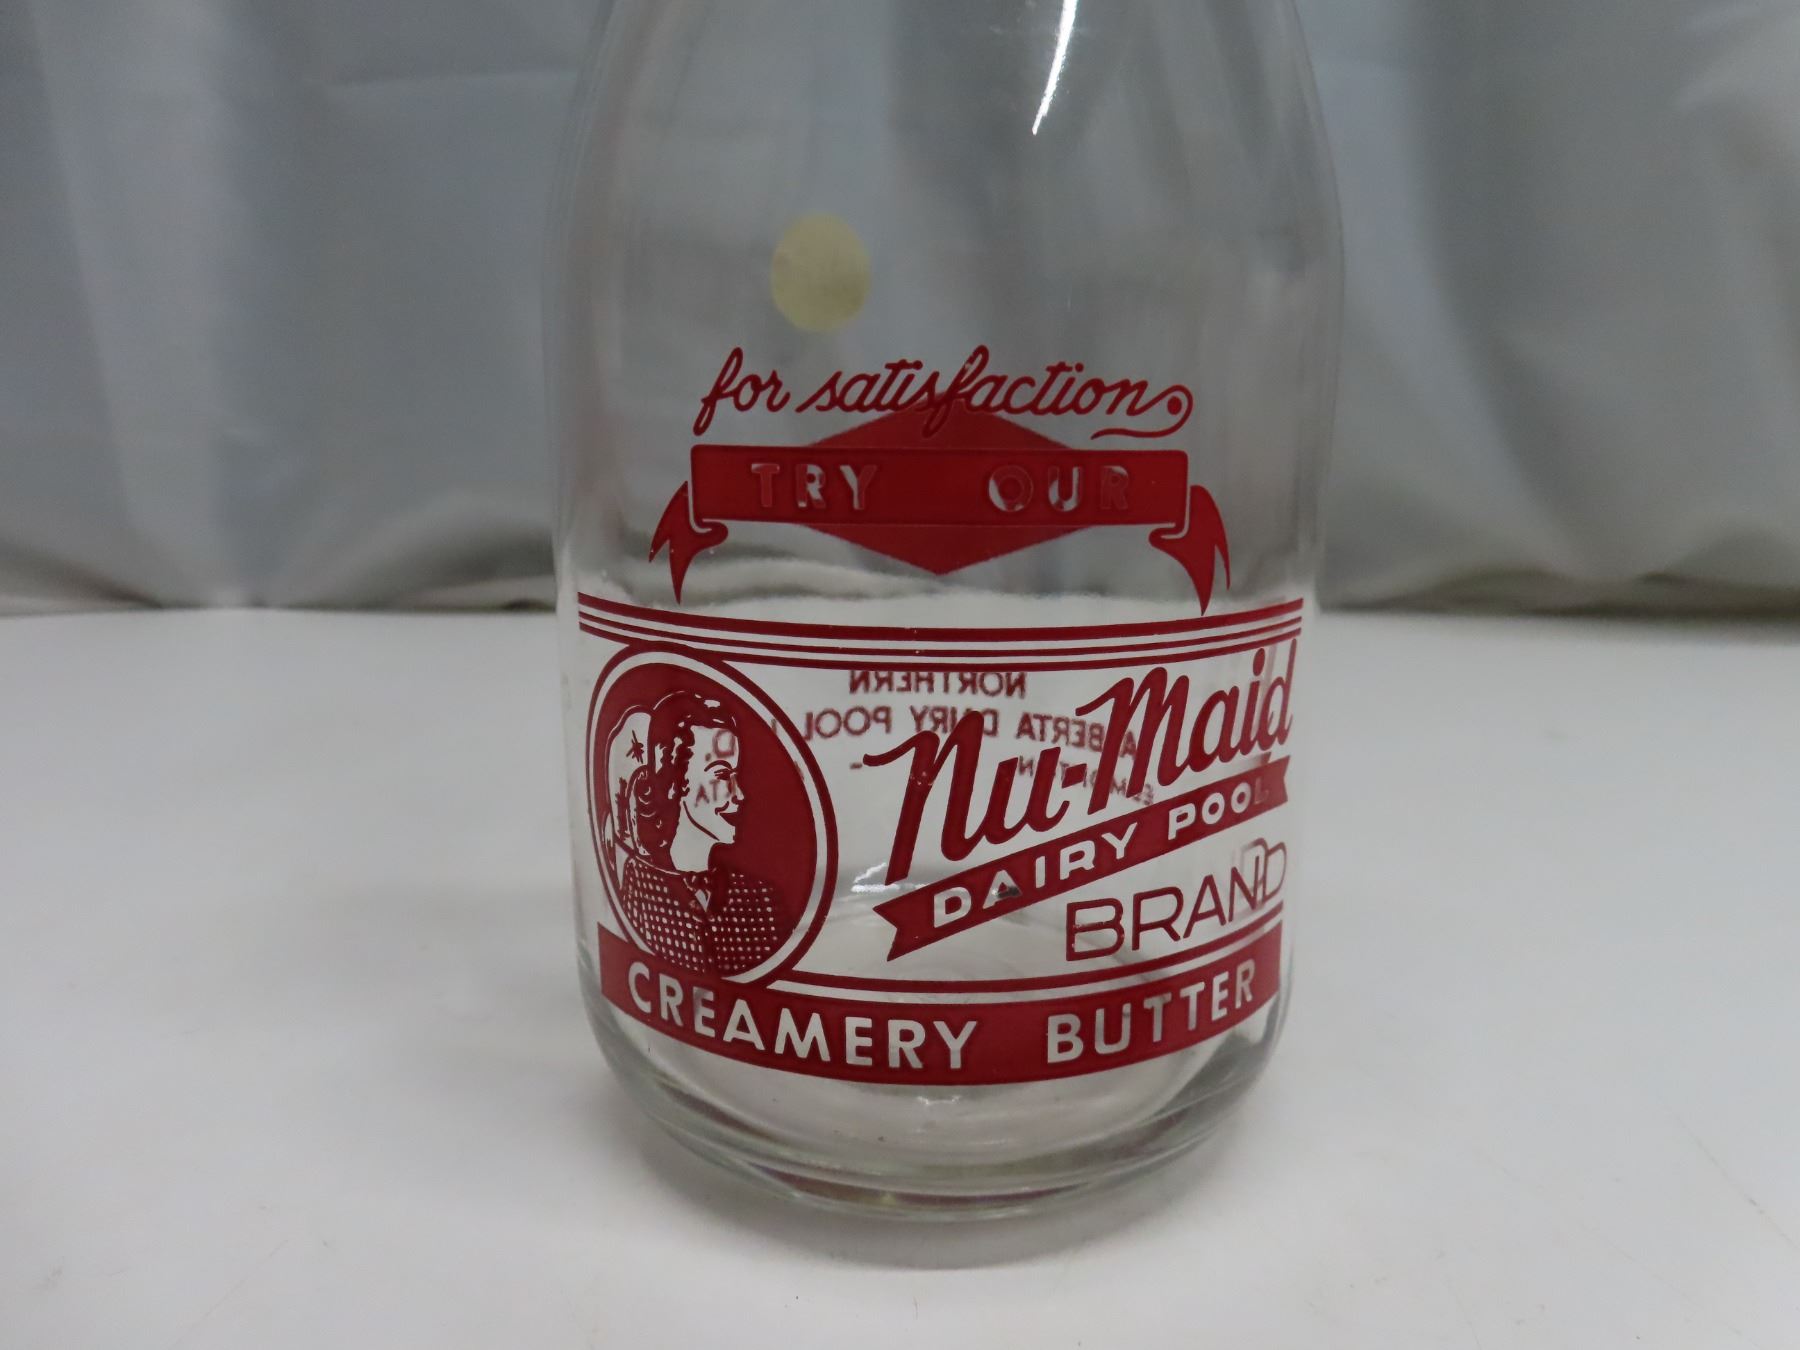 for satisfaction
TRY OUR
Nu-Maid
DAIRY POOL
BRAND
CREAMERY BUTTER
NORTHERN
ALBERTA DAIRY POOL